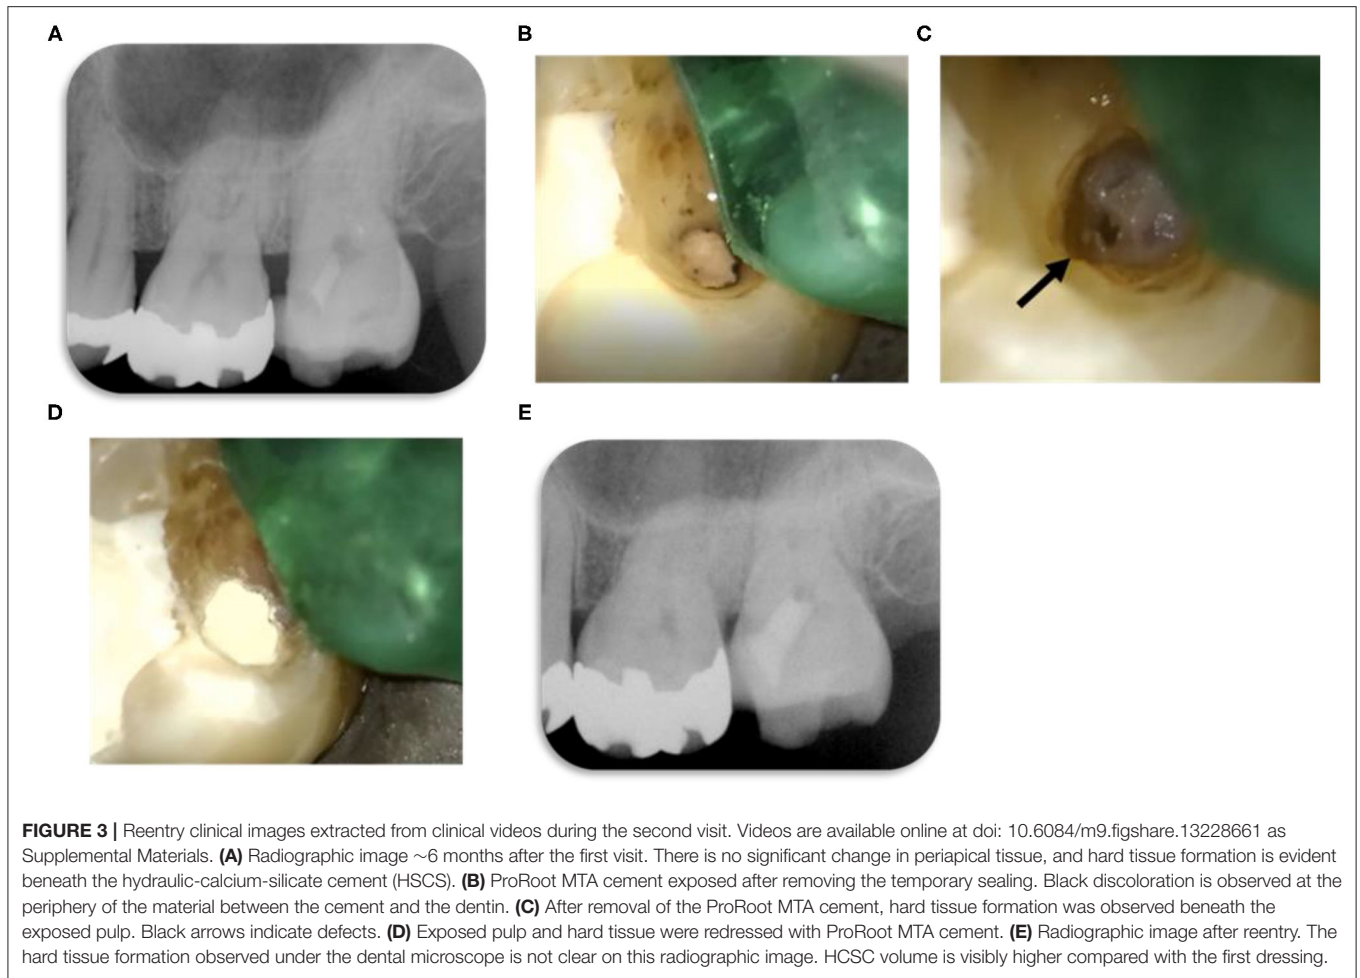 A
B
C
D
E
FIGURE 3 | Reentry clinical images extracted from clinical videos during the second visit. Videos are available online at doi: 10.6084/m9.figshare.13228661 as
Supplemental Materials. (A) Radiographic image ∼6 months after the first visit. There is no significant change in periapical tissue, and hard tissue formation is evident
beneath the hydraulic-calcium-silicate cement (HSCS). (B) ProRoot MTA cement exposed after removing the temporary sealing. Black discoloration is observed at the
periphery of the material between the cement and the dentin. (C) After removal of the ProRoot MTA cement, hard tissue formation was observed beneath the
exposed pulp. Black arrows indicate defects. (D) Exposed pulp and hard tissue were redressed with ProRoot MTA cement. (E) Radiographic image after reentry. The
hard tissue formation observed under the dental microscope is not clear on this radiographic image. HCSC volume is visibly higher compared with the first dressing.